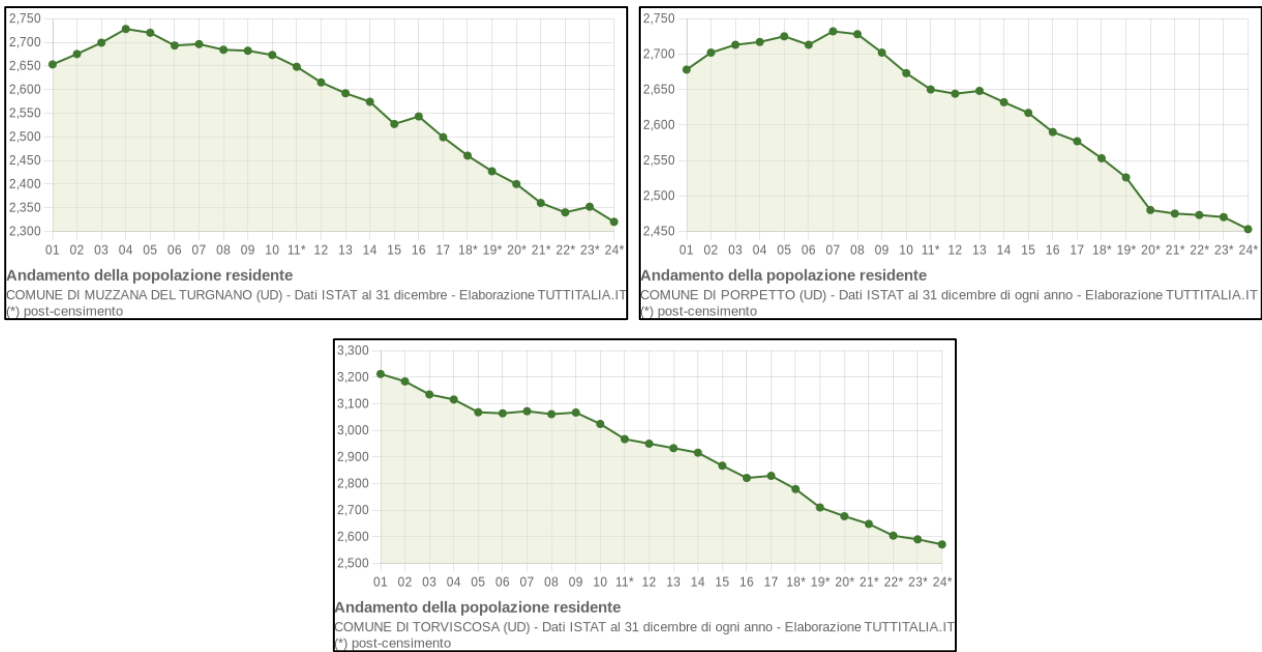 2,750
2,700
2,650
2,600
2,550
2,500
2,450
2,400
2,350
2,300
01 02 03 04 05 06 07 08 09 10 11* 12 13 14 15 16 17 18* 19* 20* 21* 22* 23* 24*
Andamento della popolazione residente
COMUNE DI MUZZANA DEL TURGNANO (UD) - Dati ISTAT al 31 dicembre - Elaborazione TUTTITALIA.IT
(*) post-censimento
2,750
2,700
2,650
2,600
2,550
2,500
2,450
01 02 03 04 05 06 07 08 09 10 11* 12 13 14 15 16 17 18* 19* 20* 21* 22* 23* 24*
Andamento della popolazione residente
COMUNE DI PORPETTO (UD) - Dati ISTAT al 31 dicembre di ogni anno - Elaborazione TUTTITALIA.IT
(*) post-censimento
3,300
3,200
3,100
3,000
2,900
2,800
2,700
2,600
2,500
01 02 03 04 05 06 07 08 09 10 11* 12 13 14 15 16 17 18* 19* 20* 21* 22* 23* 24*
Andamento della popolazione residente
COMUNE DI TORVISCOSA (UD) - Dati ISTAT al 31 dicembre di ogni anno - Elaborazione TUTTITALIA.IT
(*) post-censimento